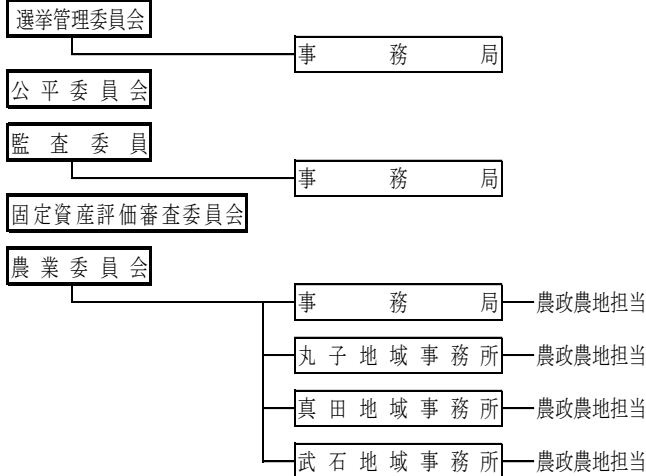 選挙管理委員会
事務局
公平委員会
監査委員
事務局
固定資産評価審査委員会
農業委員会
事務局 農政農地担当
丸子地域事務所 農政農地担当
真田地域事務所 農政農地担当
武石地域事務所 農政農地担当